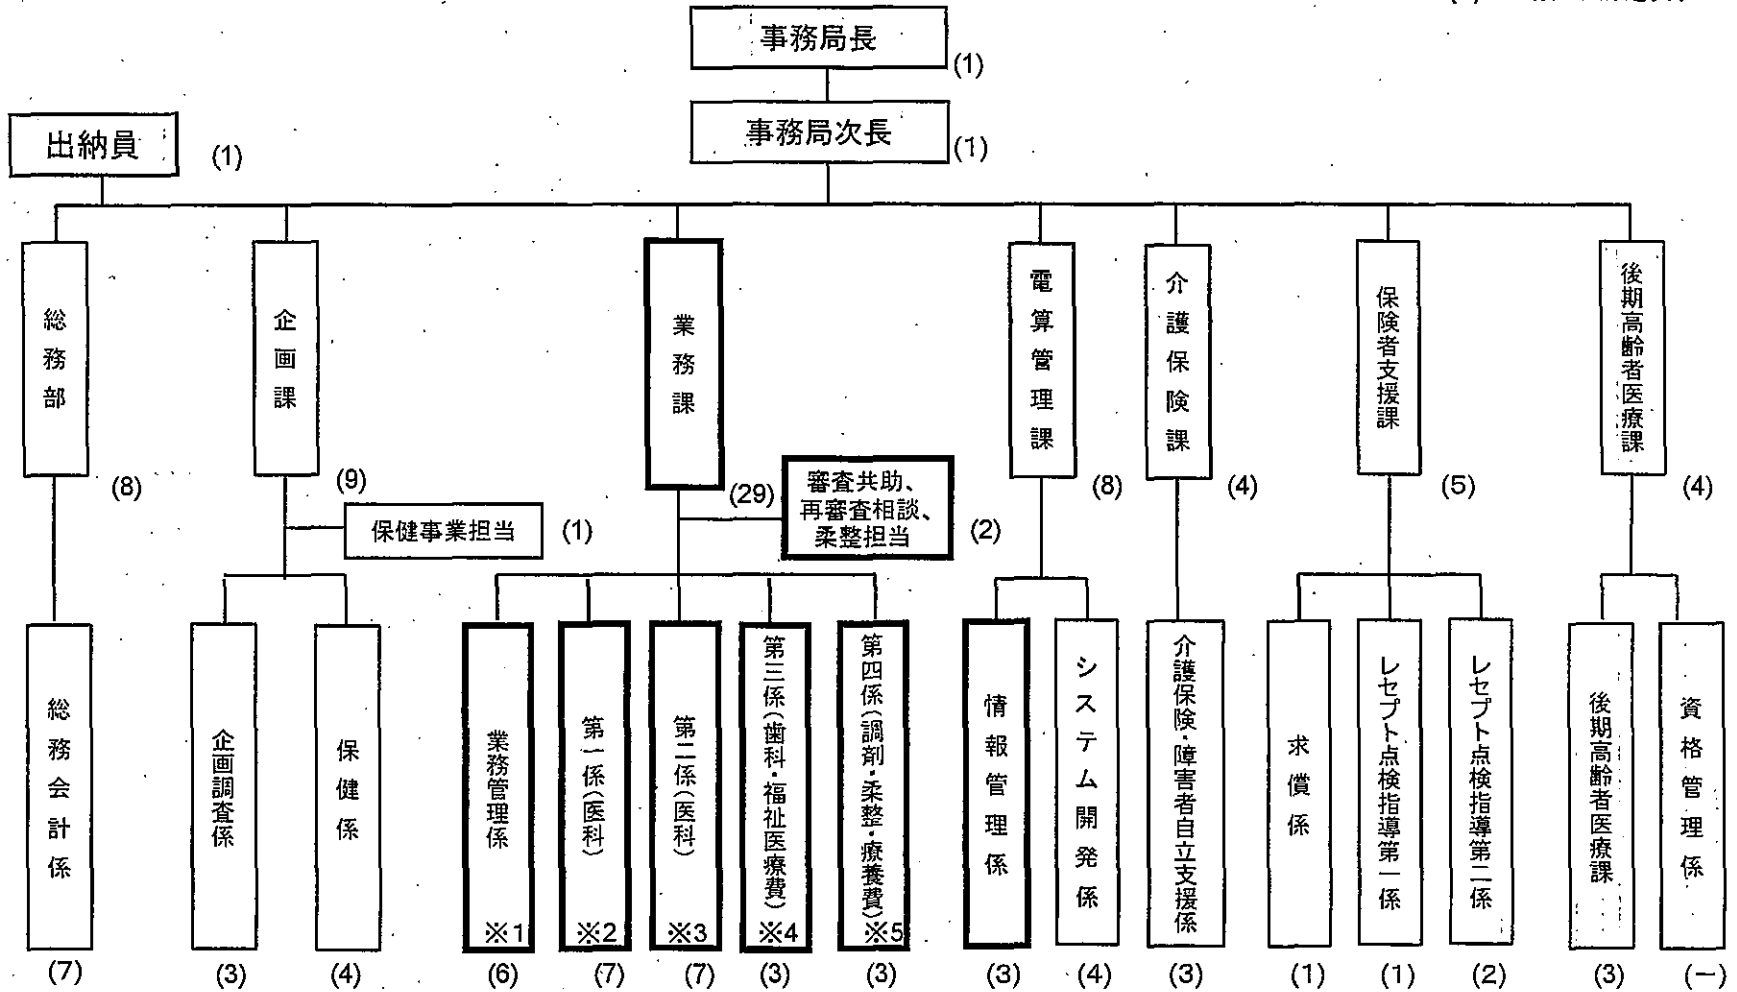 事務局長
(1)
事務局次長
(1)
出納員
(1)
総務部
(8)
企画課
(9)
業務課
(29)
電算管理課
(8)
介護保険課
(4)
保険者支援課
(5)
後期高齢者医療課
(4)
保健事業担当
(1)
審査共助、
再審査相談、
柔整担当
(2)
総務会計係
(7)
企画調査係
(3)
保健係
(4)
業務管理係
※1
(6)
第一係(医科)
※2
(7)
第二係(医科)
※3
(7)
第三係(歯科・福祉医療費)
※4
(3)
第四係(調剤・柔整・療養費)
※5
(3)
情報管理係
(3)
システム開発係
(4)
介護保険・障害者自立支援係
(3)
求償係
(1)
レセプト点検指導第一係
(1)
レセプト点検指導第二係
(2)
後期高齢者医療課
(3)
資格管理係
(ー)